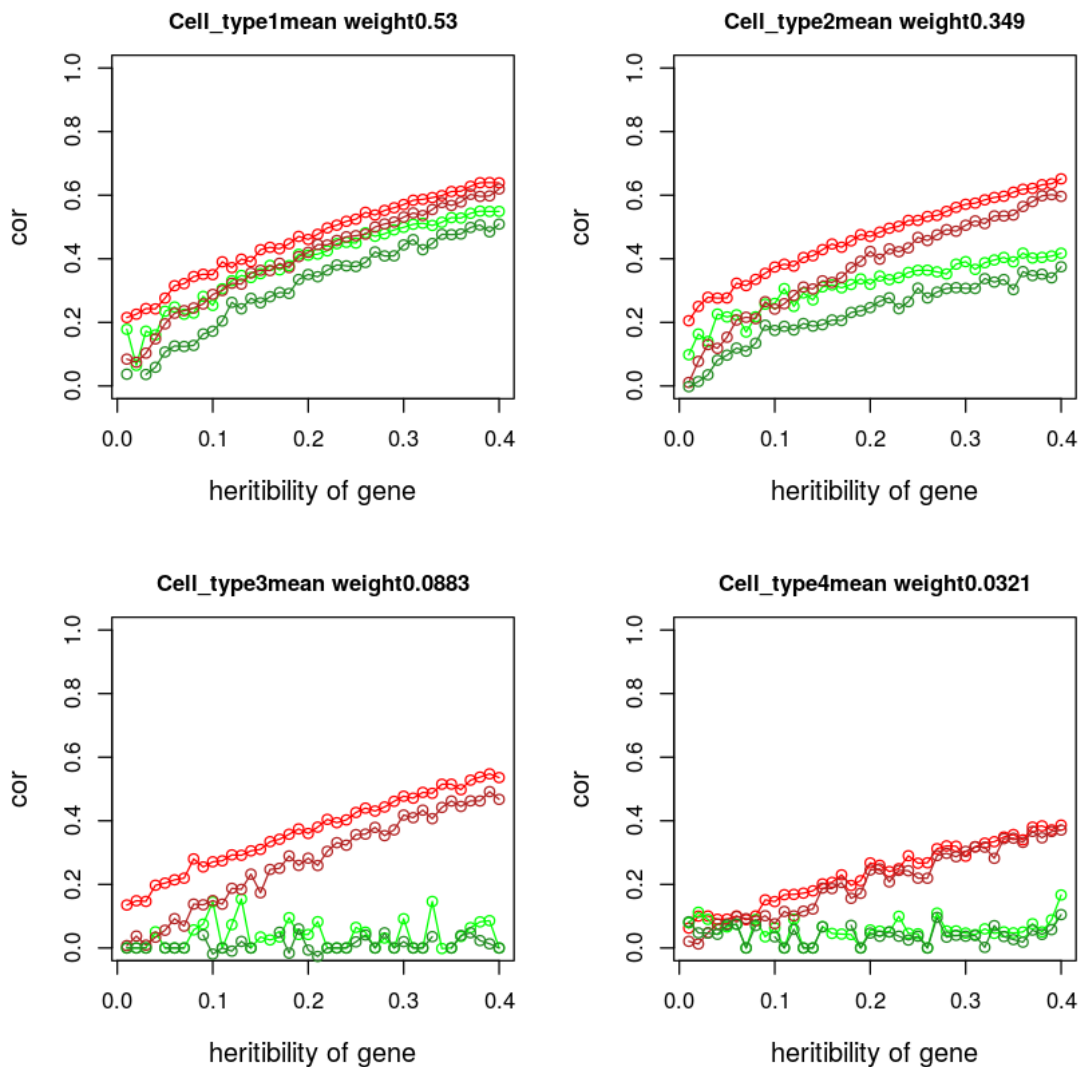 Cell_type1mean weight0.53
cor
0.0 0.2 0.4 0.6 0.8 1.0
0.0 0.1 0.2 0.3 0.4
heritibility of gene
Cell_type2mean weight0.349
cor
0.0 0.2 0.4 0.6 0.8 1.0
0.0 0.1 0.2 0.3 0.4
heritibility of gene
Cell_type3mean weight0.0883
cor
0.0 0.2 0.4 0.6 0.8 1.0
0.0 0.1 0.2 0.3 0.4
heritibility of gene
Cell_type4mean weight0.0321
cor
0.0 0.2 0.4 0.6 0.8 1.0
0.0 0.1 0.2 0.3 0.4
heritibility of gene